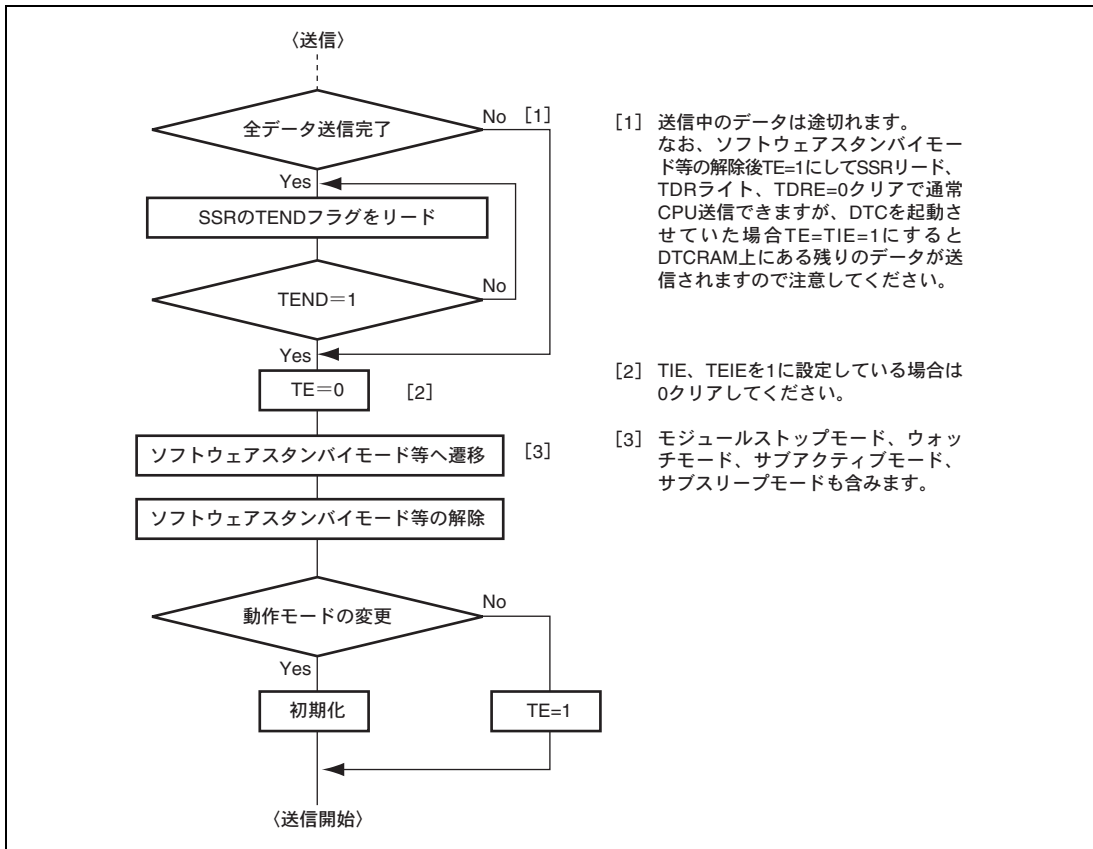 〈送信〉
全データ送信完了
No [1]
Yes
SSRのTENDフラグをリード
TEND＝1
No
Yes
TE＝0 [2]
ソフトウェアスタンバイモード等へ遷移 [3]
ソフトウェアスタンバイモード等の解除
動作モードの変更
No
Yes
初期化
TE=1
〈送信開始〉
[1] 送信中のデータは途切れます。
なお、ソフトウェアスタンバイモー
ド等の解除後TE=1にしてSSRリード、
TDRライト、TDRE=0クリアで通常
CPU送信できますが、DTCを起動さ
せていた場合TE=TIE=1にすると
DTCRAM上にある残りのデータが送
信されますので注意してください。
[2] TIE、TEIEを1に設定している場合は
0クリアしてください。
[3] モジュールストップモード、ウォッ
チモード、サブアクティブモード、
サブスリープモードも含みます。